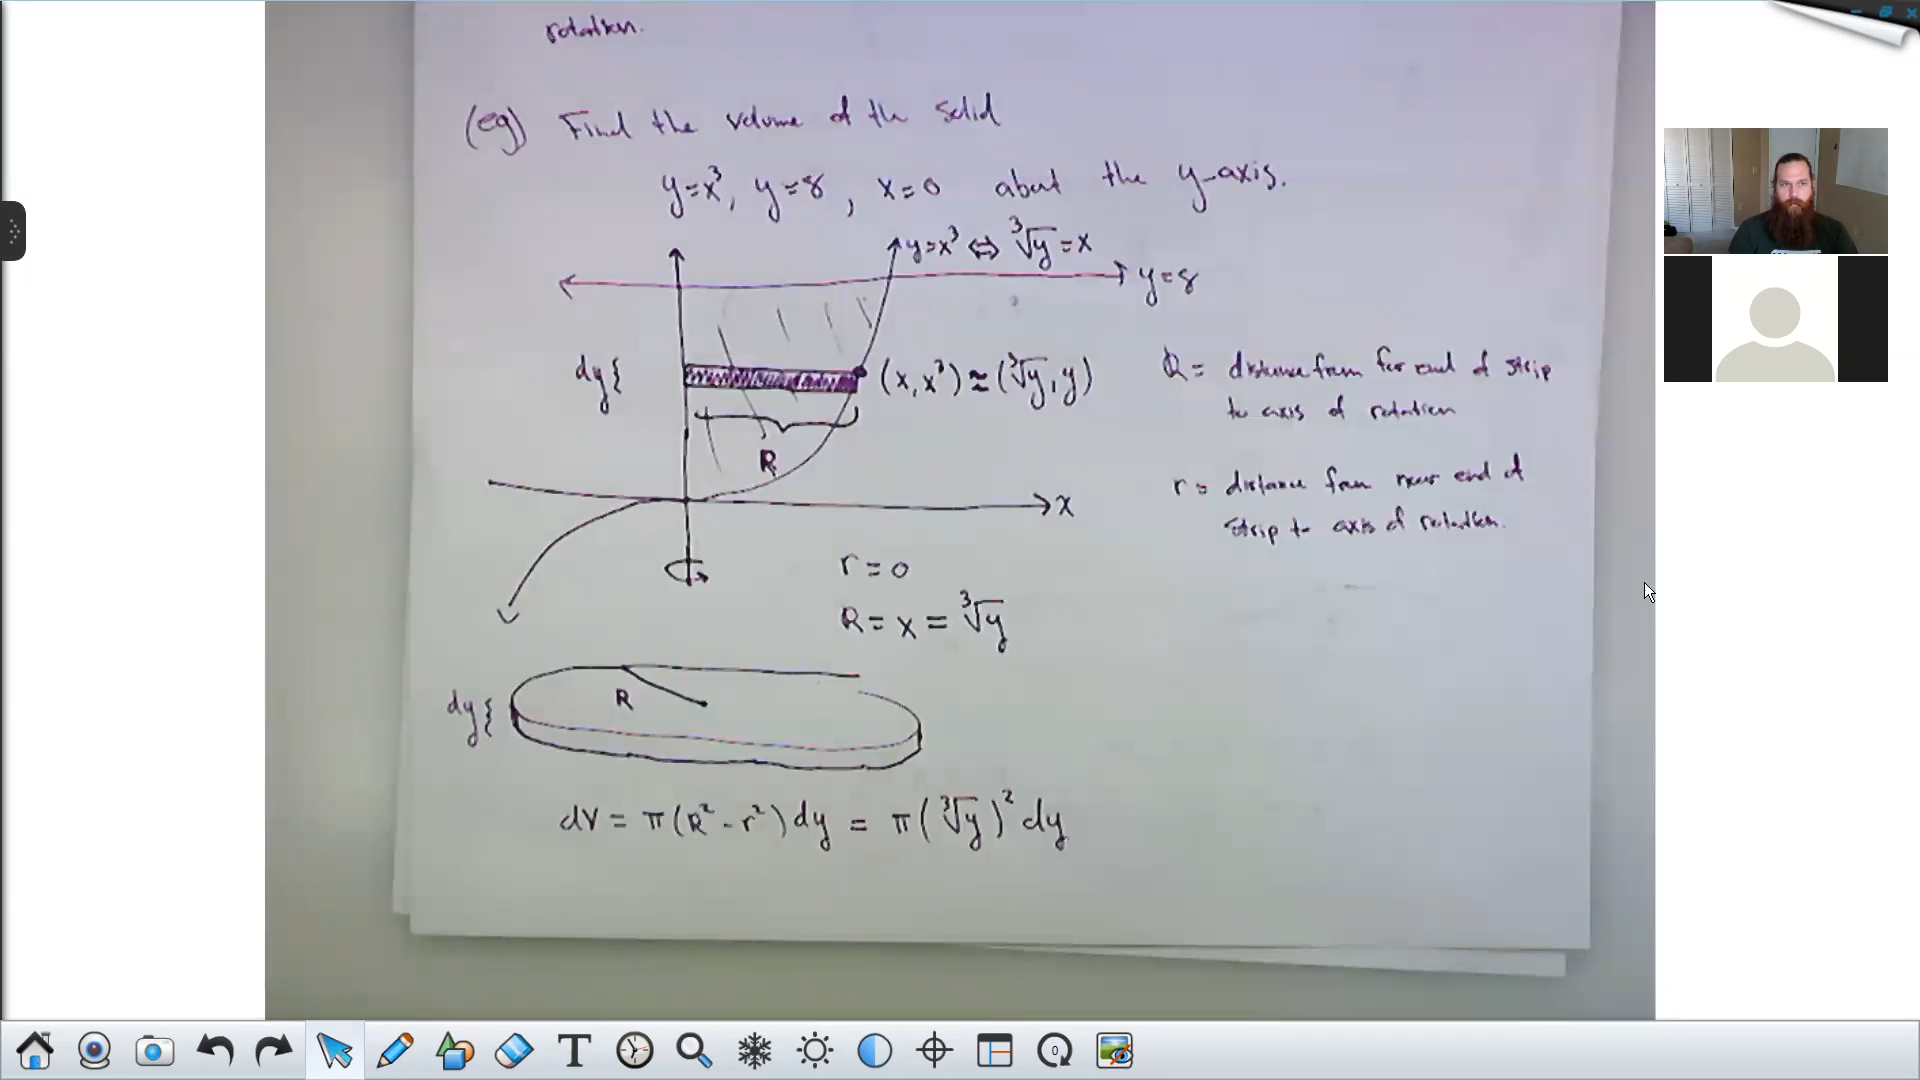 rotation.
(eg) Find the volume of the solid
y=x³, y=8, x=0 about the y-axis.
y=x³ ⇔ ∛y = x
y=8
dy{
(x, x³) ≈ (∛y, y)
R
R = distance from far end of strip
to axis of rotation
r = distance from near end of
strip to axis of rotation.
x
r = 0
R = x = ∛y
dy{
R
dV = π(R² - r²)dy = π(∛y)² dy
T
0